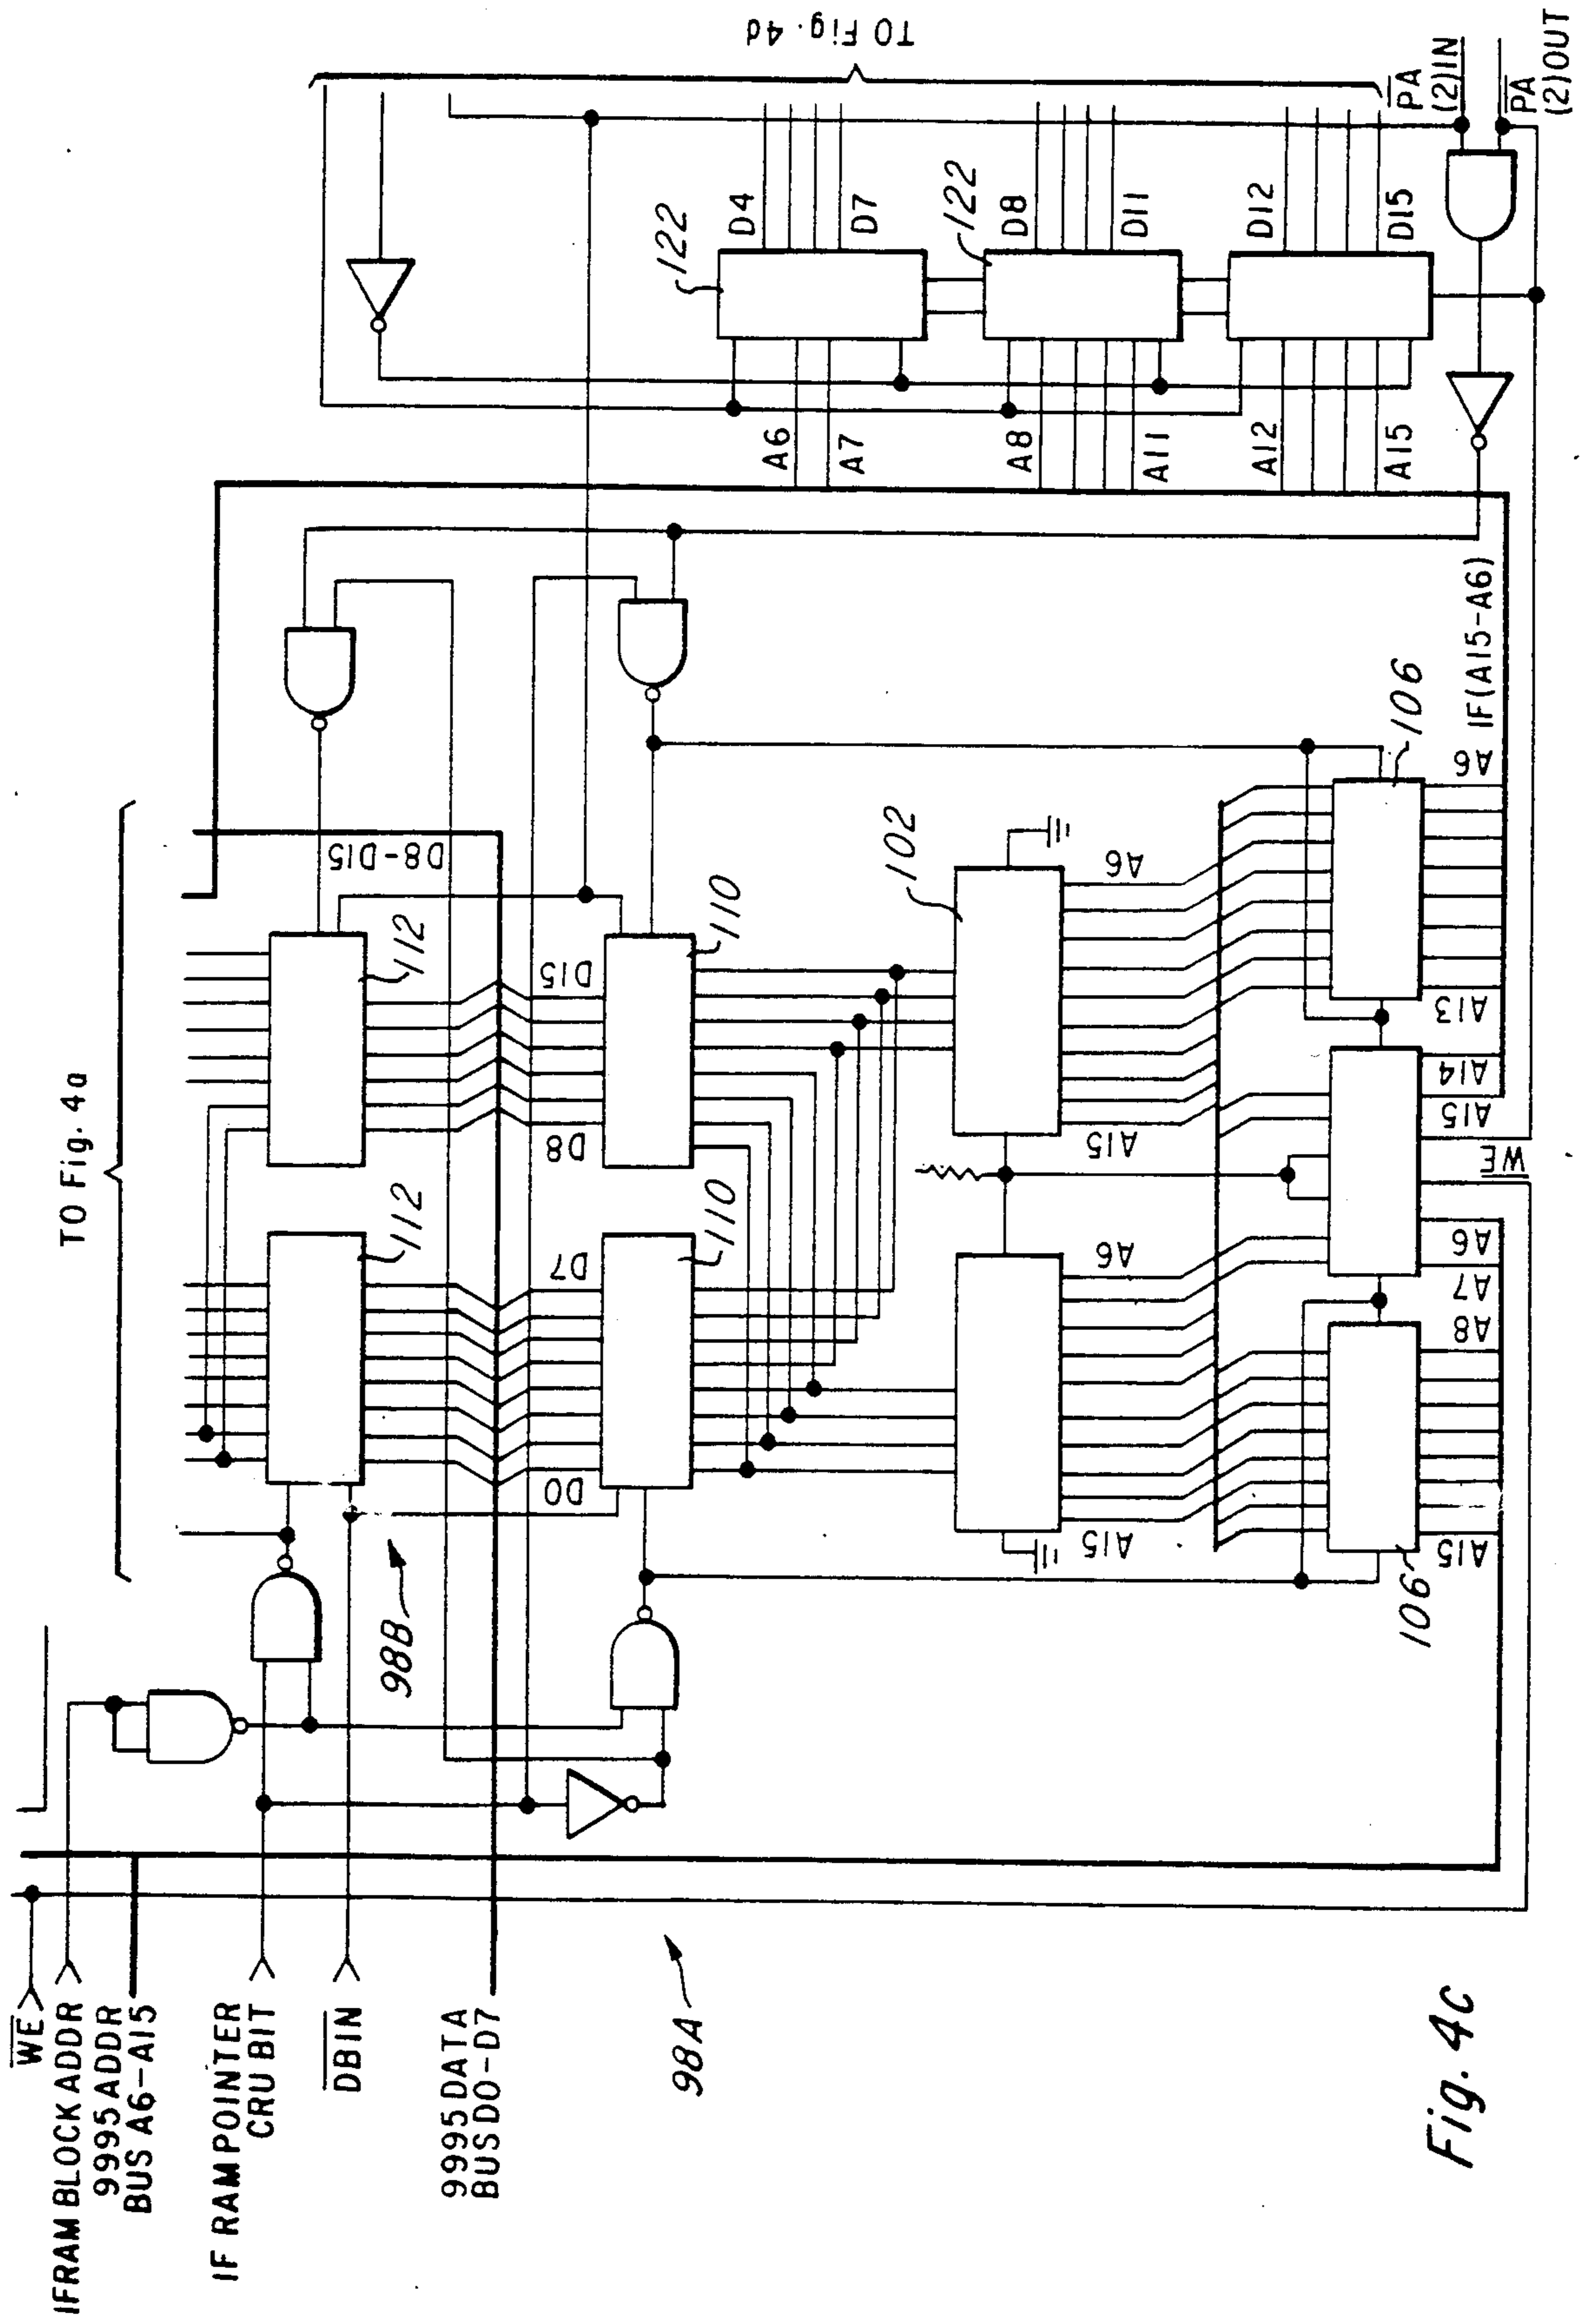 TO Fig. 4a
TO Fig. 4d
WE
IFRAM BLOCK ADDR
9995 ADDR
BUS A6-A15
IF RAM POINTER
CRU BIT
DBIN
9995 DATA
BUS D0-D7
98A
98B
D8-D15
112
112
D15
D8
D7
D0
110
110
102
A6
A15
A6
A15
106
106
A6
A13
A14
A15
WE
A6
A7
A8
A15
IF(A15-A6)
122
122
D4
D7
D8
D11
D12
D15
A6
A7
A8
A11
A12
A15
PA
(2)IN
PA
(2)OUT
Fig. 4c